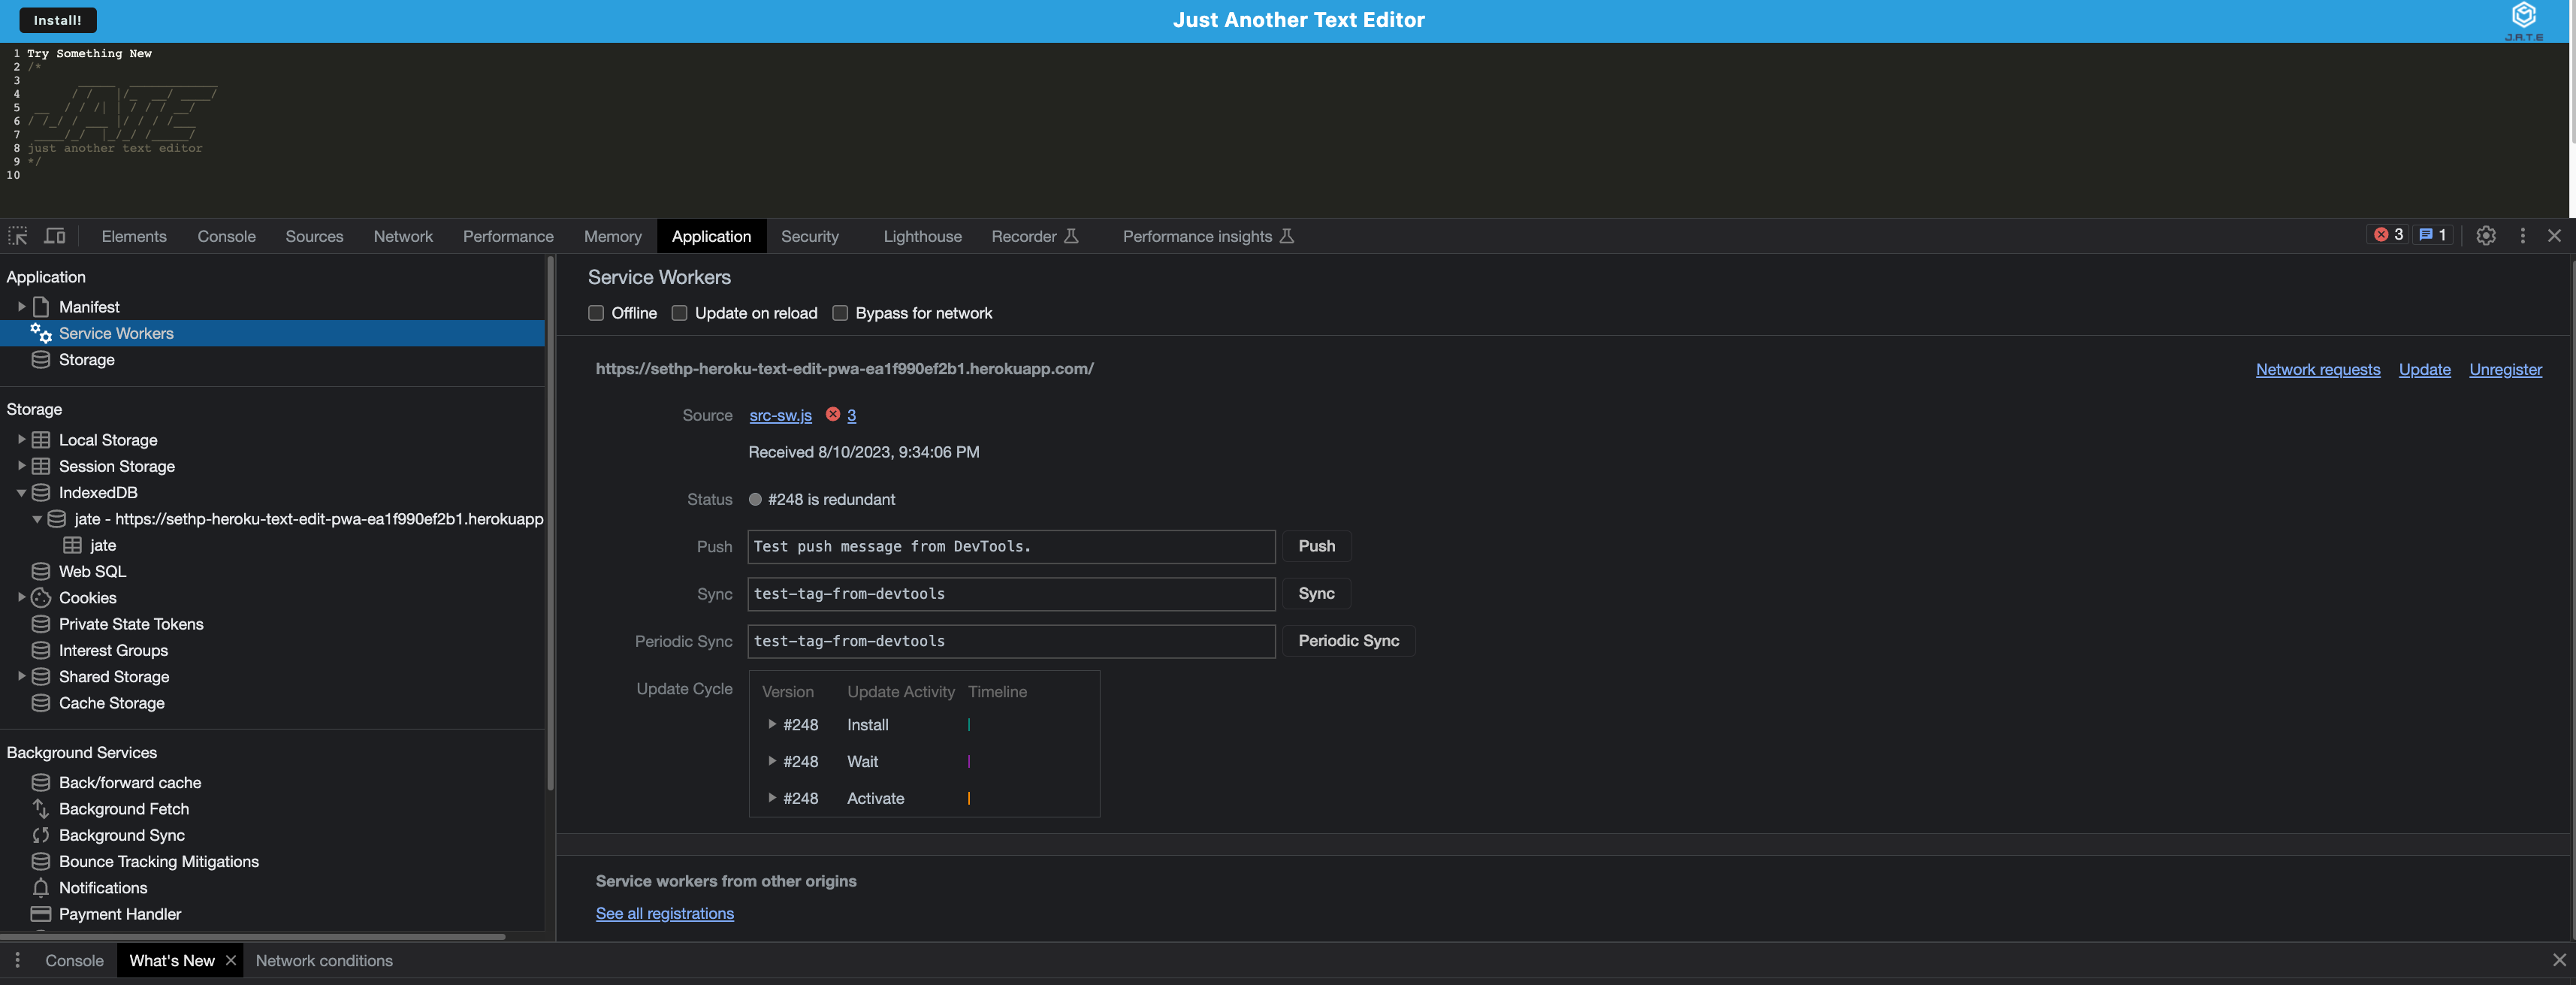 Install!
Just Another Text Editor
J.A.T.E
1 Try Something New
2 /*
3
4
5
6
7
8 just another text editor
9 */
10
Elements Console Sources Network Performance Memory Application Security Lighthouse Recorder Performance insights 3 1
Application
Manifest
Service Workers
Storage
Storage
Local Storage
Session Storage
IndexedDB
jate - https://sethp-heroku-text-edit-pwa-ea1f990ef2b1.herokuapp
jate
Web SQL
Cookies
Private State Tokens
Interest Groups
Shared Storage
Cache Storage
Background Services
Back/forward cache
Background Fetch
Background Sync
Bounce Tracking Mitigations
Notifications
Payment Handler
Service Workers
Offline Update on reload Bypass for network
https://sethp-heroku-text-edit-pwa-ea1f990ef2b1.herokuapp.com/
Network requests Update Unregister
Source src-sw.js 3
Received 8/10/2023, 9:34:06 PM
Status #248 is redundant
Push Test push message from DevTools. Push
Sync test-tag-from-devtools Sync
Periodic Sync test-tag-from-devtools Periodic Sync
Update Cycle Version Update Activity Timeline
#248 Install
#248 Wait
#248 Activate
Service workers from other origins
See all registrations
Console What's New Network conditions